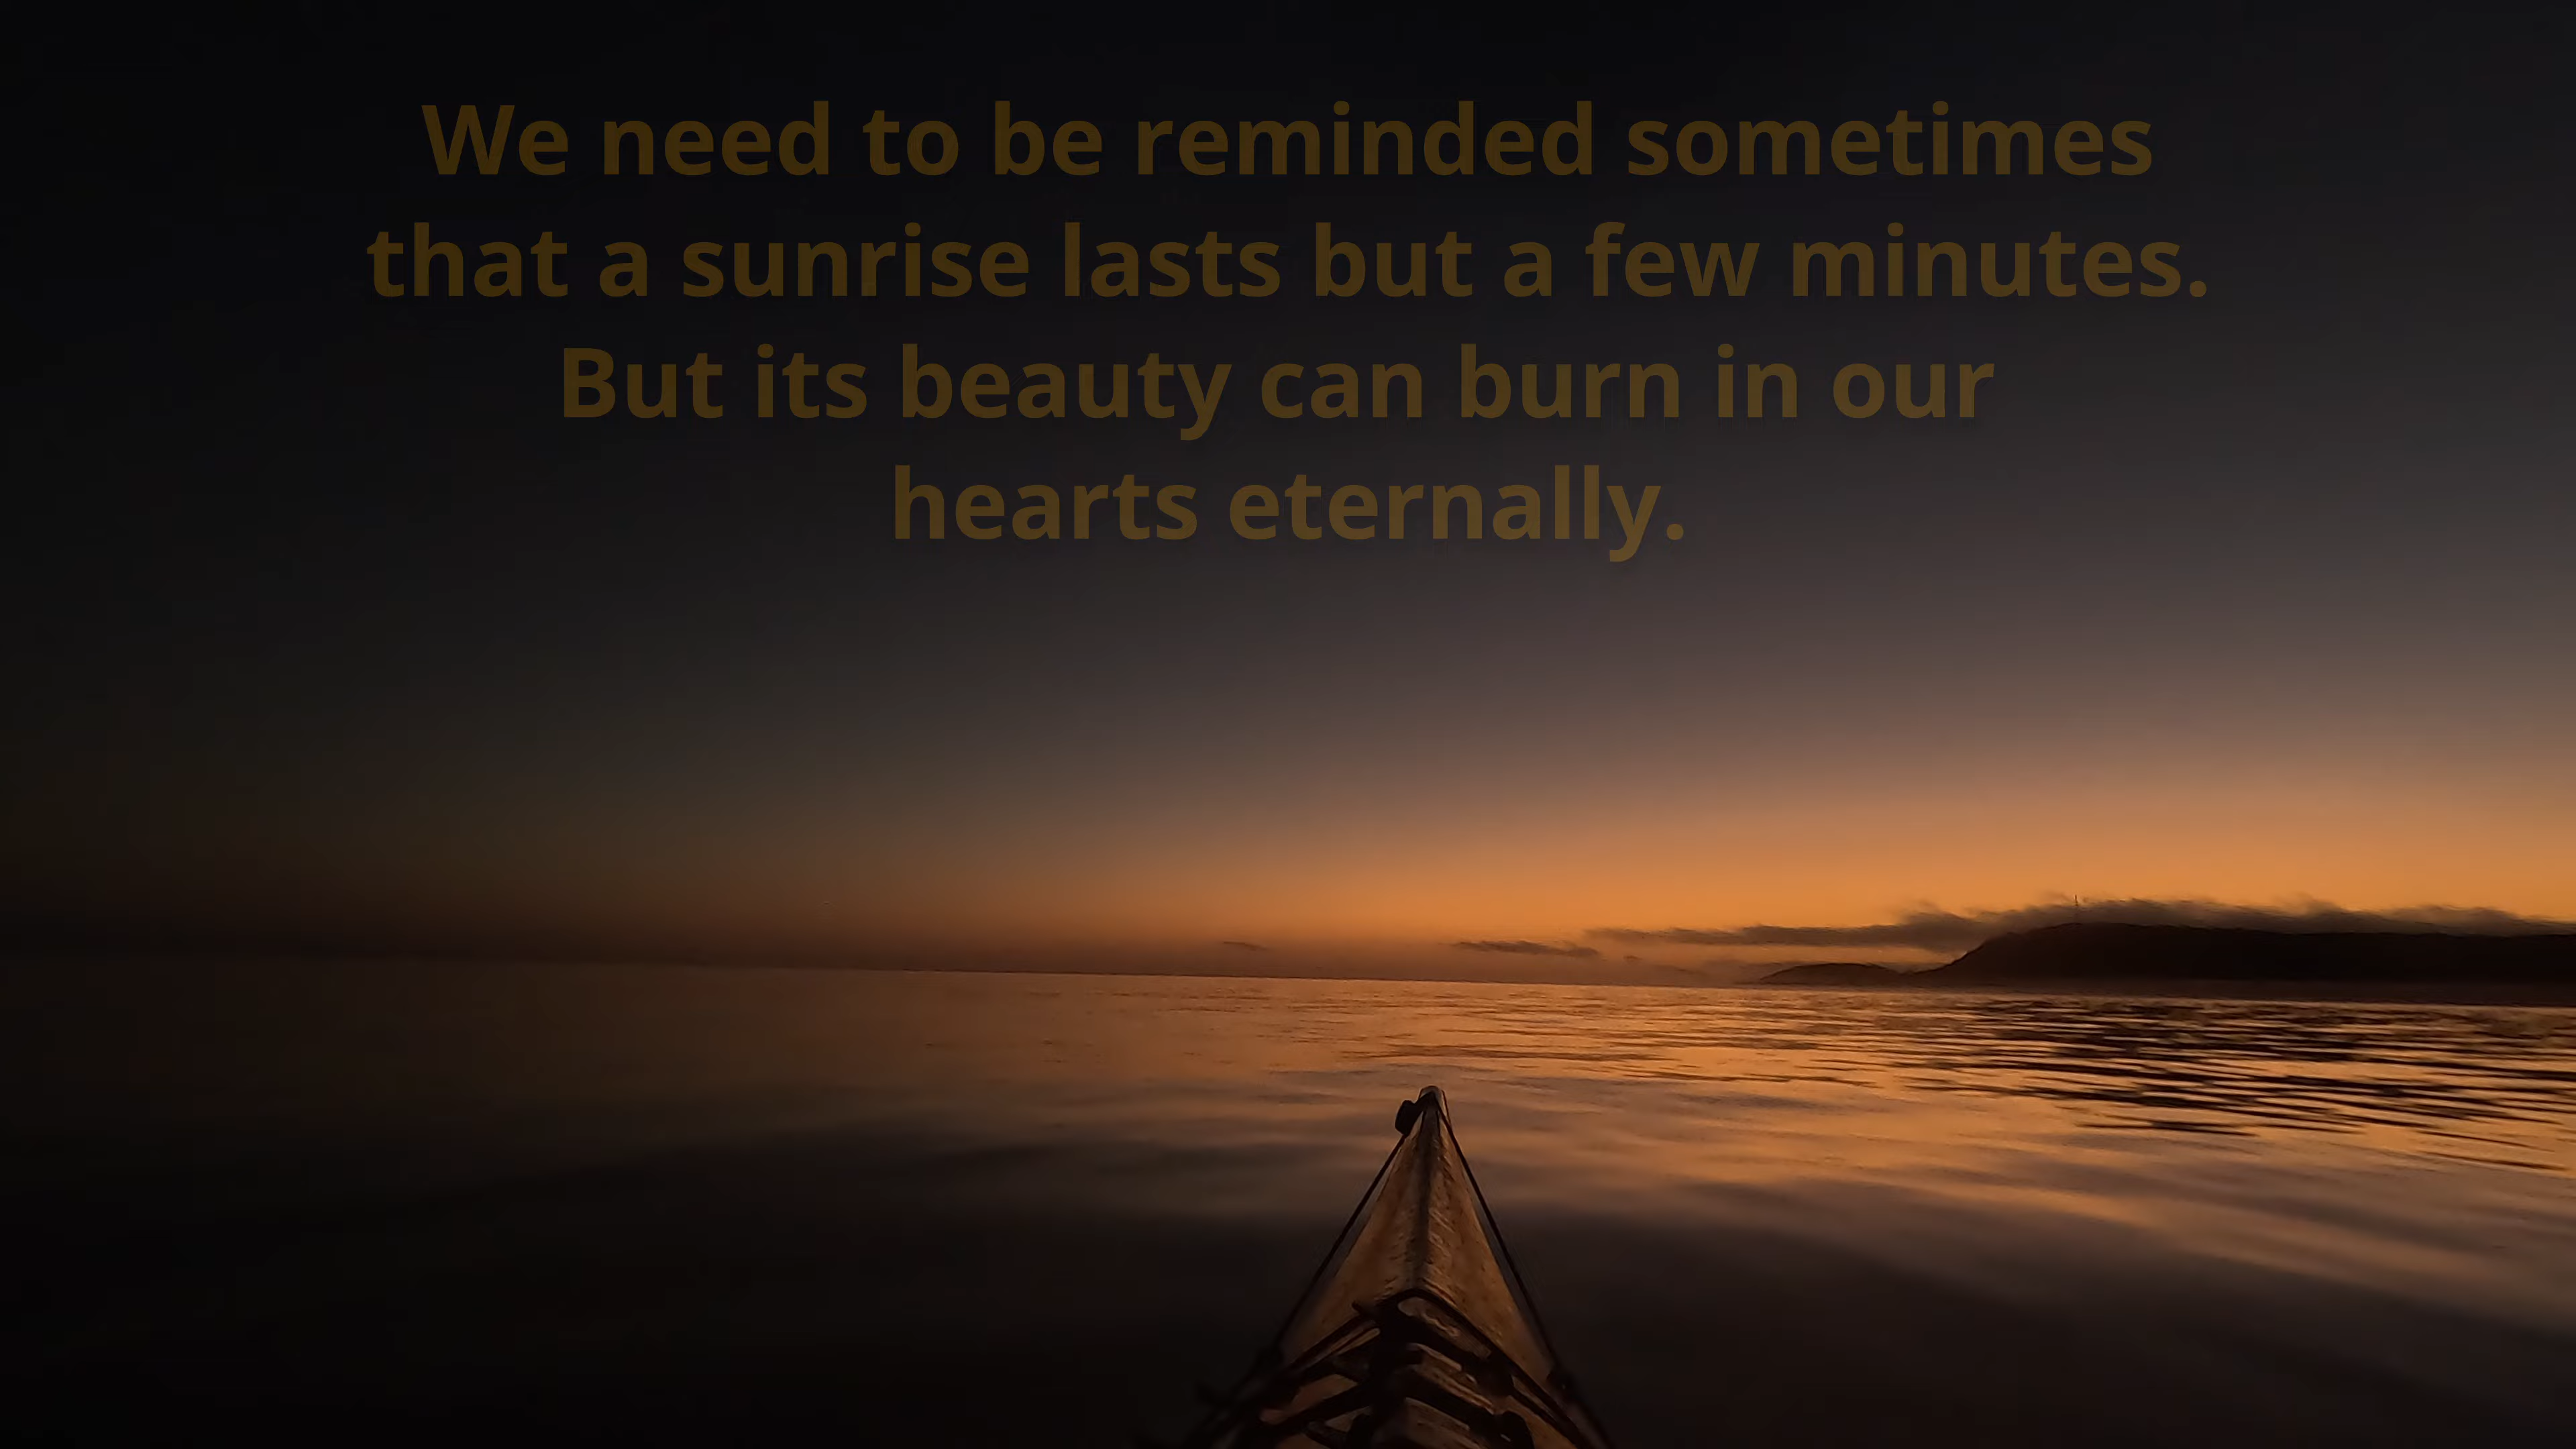 We need to be reminded sometimes
that a sunrise lasts but a few minutes.
But its beauty can burn in our
hearts eternally.